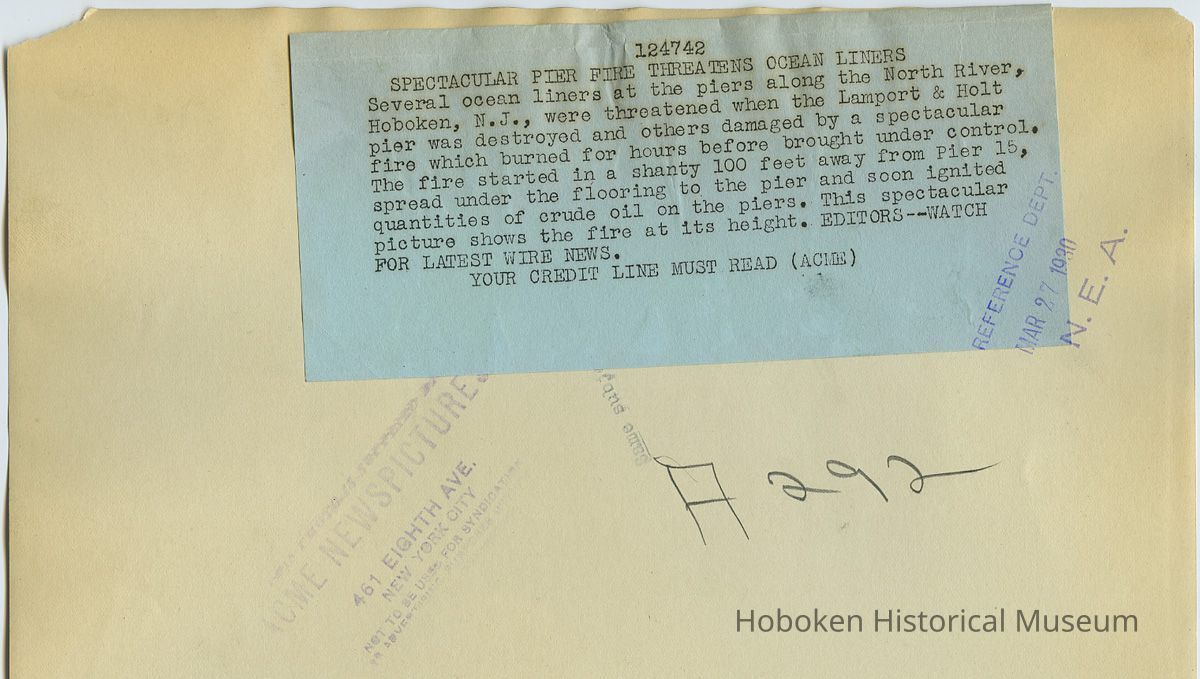 124742
SPECTACULAR PIER FIRE THREATENS OCEAN LINERS
Several ocean liners at the piers along the North River,
Hoboken, N.J., were threatened when the Lamport & Holt
pier was destroyed and others damaged by a spectacular
fire which burned for hours before brought under control.
The fire started in a shanty 100 feet away from Pier 15,
spread under the flooring to the pier and soon ignited
quantities of crude oil on the piers. This spectacular
picture shows the fire at its height. EDITORS--WATCH
FOR LATEST WIRE NEWS.
YOUR CREDIT LINE MUST READ (ACME)
REFERENCE DEPT.
MAR 27 1930
N. E. A.
ACME NEWSPICTURES
461 EIGHTH AVE.
NEW YORK CITY
NOT TO BE USED FOR SYNDICATION
292
Hoboken Historical Museum